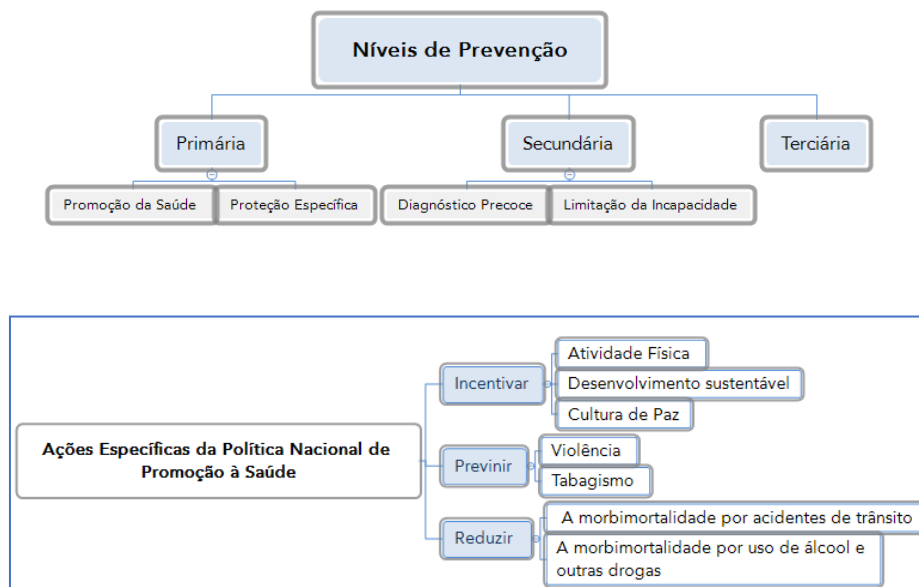 Níveis de Prevenção
Primária
Secundária
Terciária
Promoção da Saúde
Proteção Específica
Diagnóstico Precoce
Limitação da Incapacidade
Ações Específicas da Política Nacional de
Promoção à Saúde
Incentivar
Atividade Física
Desenvolvimento sustentável
Cultura de Paz
Previnir
Violência
Tabagismo
Reduzir
A morbimortalidade por acidentes de trânsito
A morbimortalidade por uso de álcool e
outras drogas